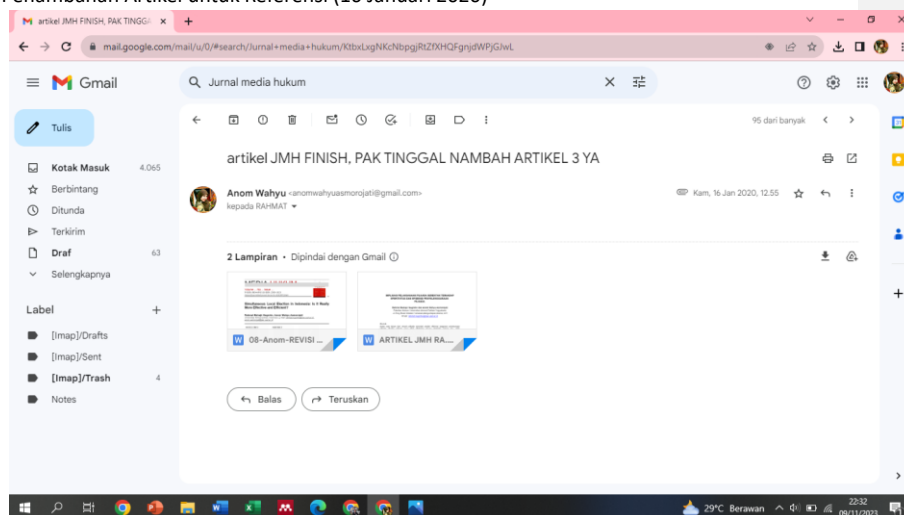 Penambahan Artikel untuk Referensi (16 Januari 2020)
artikel JMH FINISH, PAK TINGGA
mail.google.com/mail/u/0/#search/Jurnal+media+hukum/KtbxLxgNKcNbpgjRtZfXHQFgnjdWPjGJwL
Gmail
Jurnal media hukum
Tulis
95 dari banyak
Kotak Masuk 4.065
Berbintang
Ditunda
Terkirim
Draf 63
Selengkapnya
Label
[Imap]/Drafts
[Imap]/Sent
[Imap]/Trash 4
Notes
artikel JMH FINISH, PAK TINGGAL NAMBAH ARTIKEL 3 YA
Anom Wahyu <anomwahyuasmorojati@gmail.com>
Kam, 16 Jan 2020, 12.55
kepada RAHMAT
2 Lampiran • Dipindai dengan Gmail
08-Anom-REVISI ...
ARTIKEL JMH RA....
Balas
Teruskan
29°C Berawan
22:32
09/11/2023